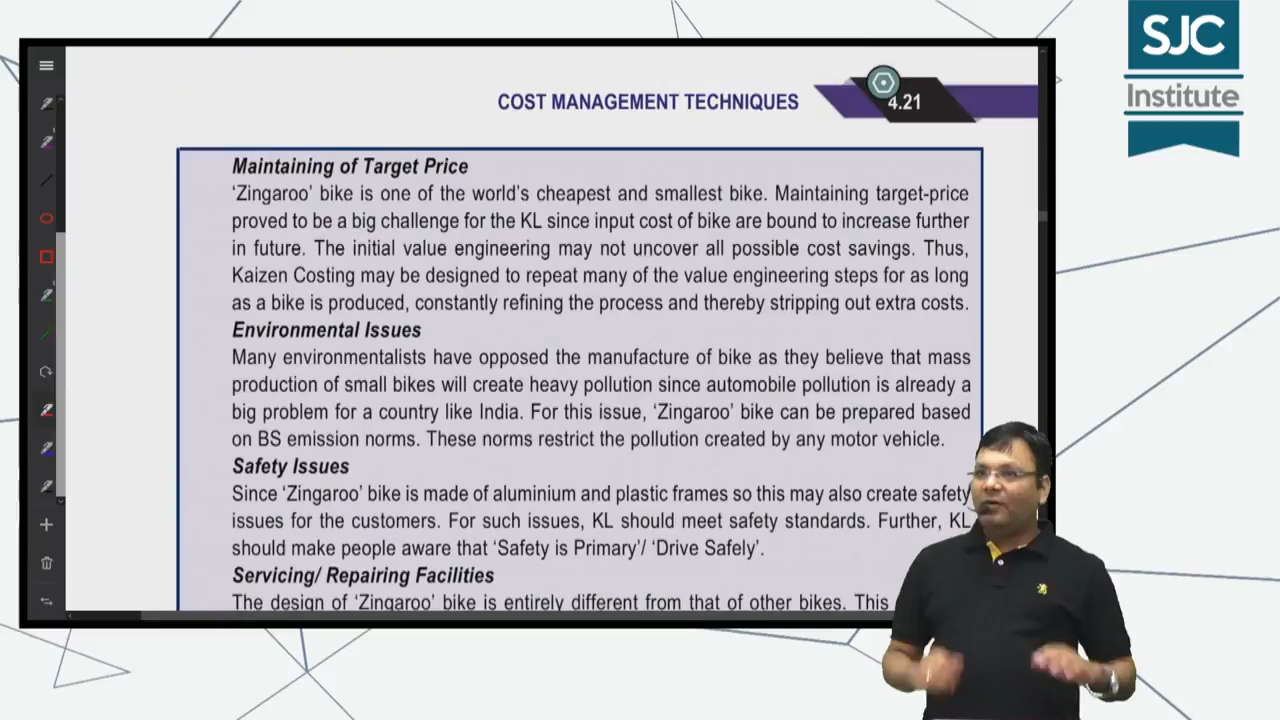 SJC
Institute
COST MANAGEMENT TECHNIQUES
4.21
Maintaining of Target Price
‘Zingaroo’ bike is one of the world’s cheapest and smallest bike. Maintaining target-price
proved to be a big challenge for the KL since input cost of bike are bound to increase further
in future. The initial value engineering may not uncover all possible cost savings. Thus,
Kaizen Costing may be designed to repeat many of the value engineering steps for as long
as a bike is produced, constantly refining the process and thereby stripping out extra costs.
Environmental Issues
Many environmentalists have opposed the manufacture of bike as they believe that mass
production of small bikes will create heavy pollution since automobile pollution is already a
big problem for a country like India. For this issue, ‘Zingaroo’ bike can be prepared based
on BS emission norms. These norms restrict the pollution created by any motor vehicle.
Safety Issues
Since ‘Zingaroo’ bike is made of aluminium and plastic frames so this may also create safety
issues for the customers. For such issues, KL should meet safety standards. Further, KL
should make people aware that ‘Safety is Primary’/ ‘Drive Safely’.
Servicing/ Repairing Facilities
The design of ‘Zingaroo’ bike is entirely different from that of other bikes. This